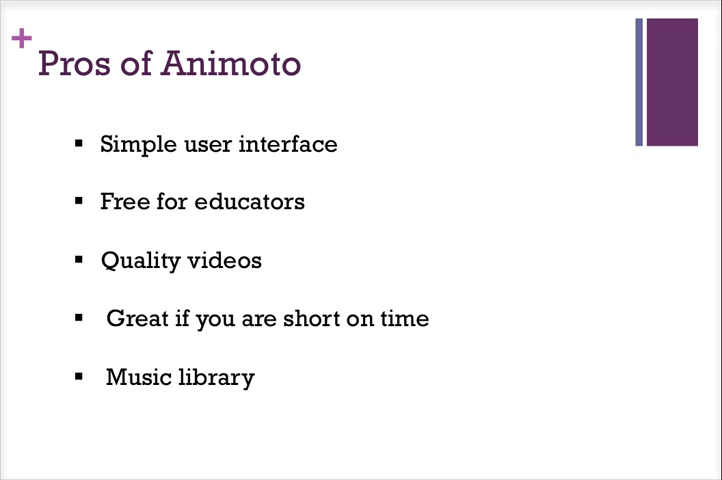 +
Pros of Animoto
▪ Simple user interface
▪ Free for educators
▪ Quality videos
▪ Great if you are short on time
▪ Music library